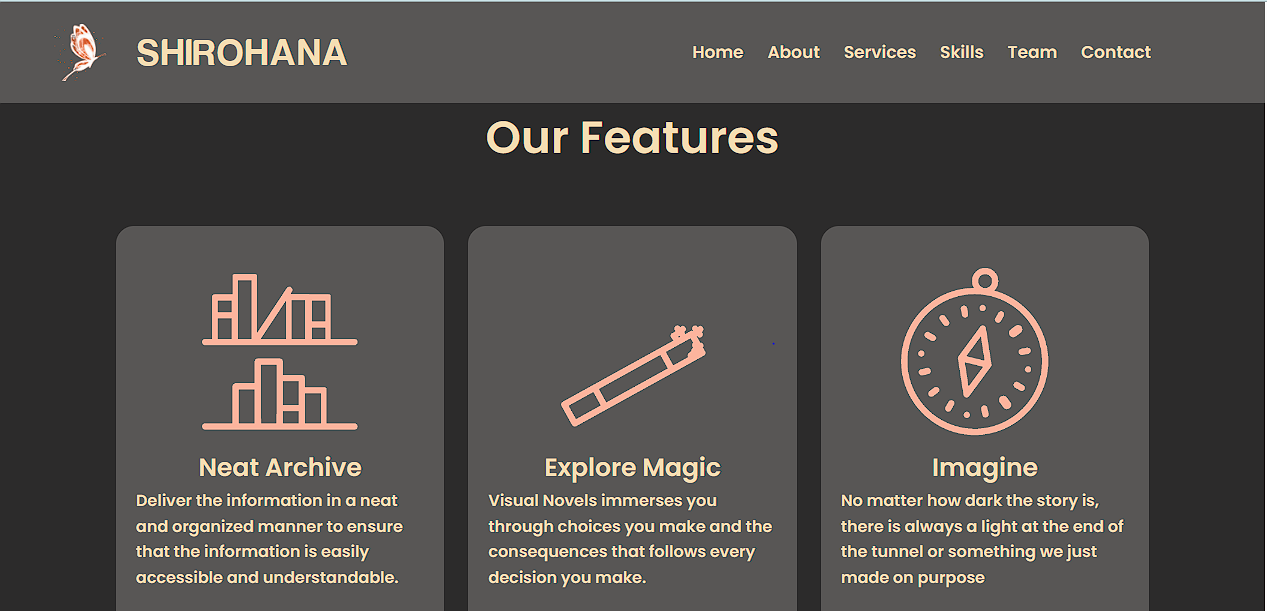 SHIROHANA
Home About Services Skills Team Contact
Our Features
Neat Archive
Deliver the information in a neat
and organized manner to ensure
that the information is easily
accessible and understandable.
Explore Magic
Visual Novels immerses you
through choices you make and the
consequences that follows every
decision you make.
Imagine
No matter how dark the story is,
there is always a light at the end of
the tunnel or something we just
made on purpose